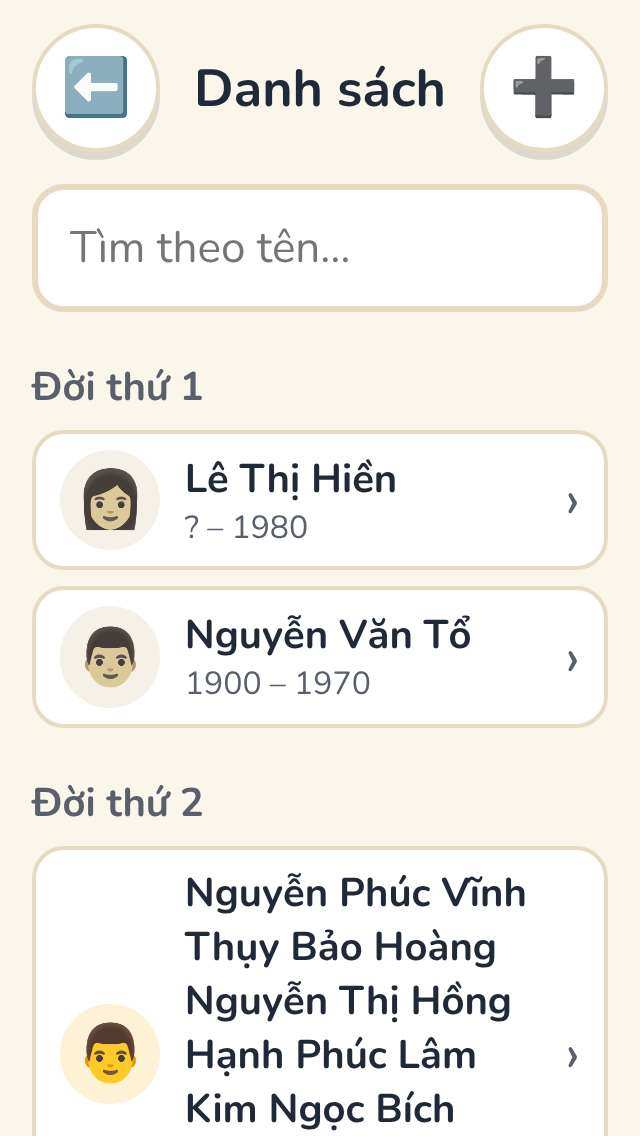 Danh sách
Tìm theo tên...
Đời thứ 1
Lê Thị Hiền
? – 1980
Nguyễn Văn Tổ
1900 – 1970
Đời thứ 2
Nguyễn Phúc Vĩnh
Thụy Bảo Hoàng
Nguyễn Thị Hồng
Hạnh Phúc Lâm
Kim Ngọc Bích